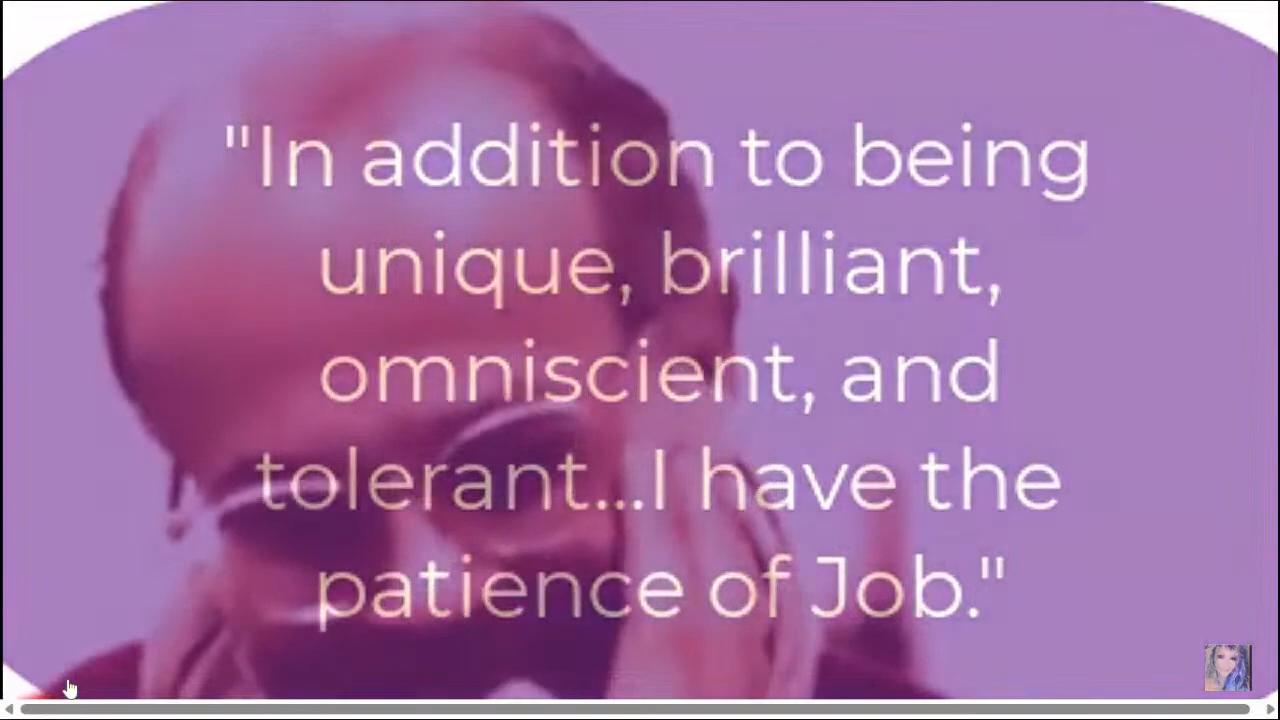 "In addition to being
unique, brilliant,
omniscient, and
tolerant...I have the
patience of Job."